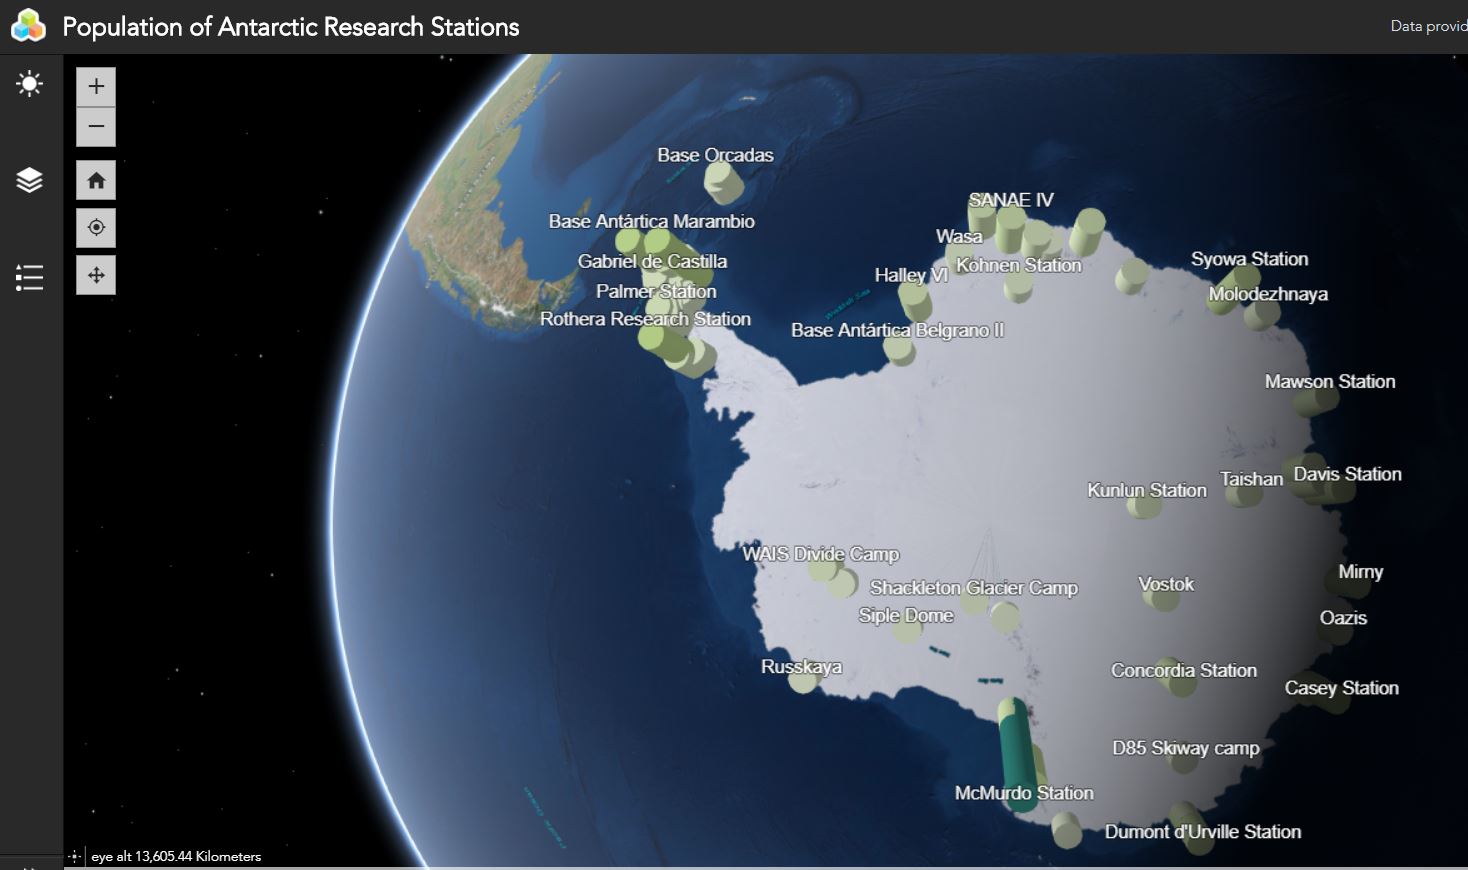 Population of Antarctic Research Stations
Data provid
Base Orcadas
Base Antártica Marambio
SANAE IV
Wasa
Gabriel de Castilla
Kohnen Station
Syowa Station
Halley VI
Palmer Station
Molodezhnaya
Rothera Research Station
Base Antártica Belgrano II
Mawson Station
Davis Station
Taishan
Kunlun Station
WAIS Divide Camp
Mirny
Vostok
Shackleton Glacier Camp
Siple Dome
Oazis
Russkaya
Concordia Station
Casey Station
D85 Skiway camp
McMurdo Station
Dumont d'Urville Station
eye alt 13,605.44 Kilometers